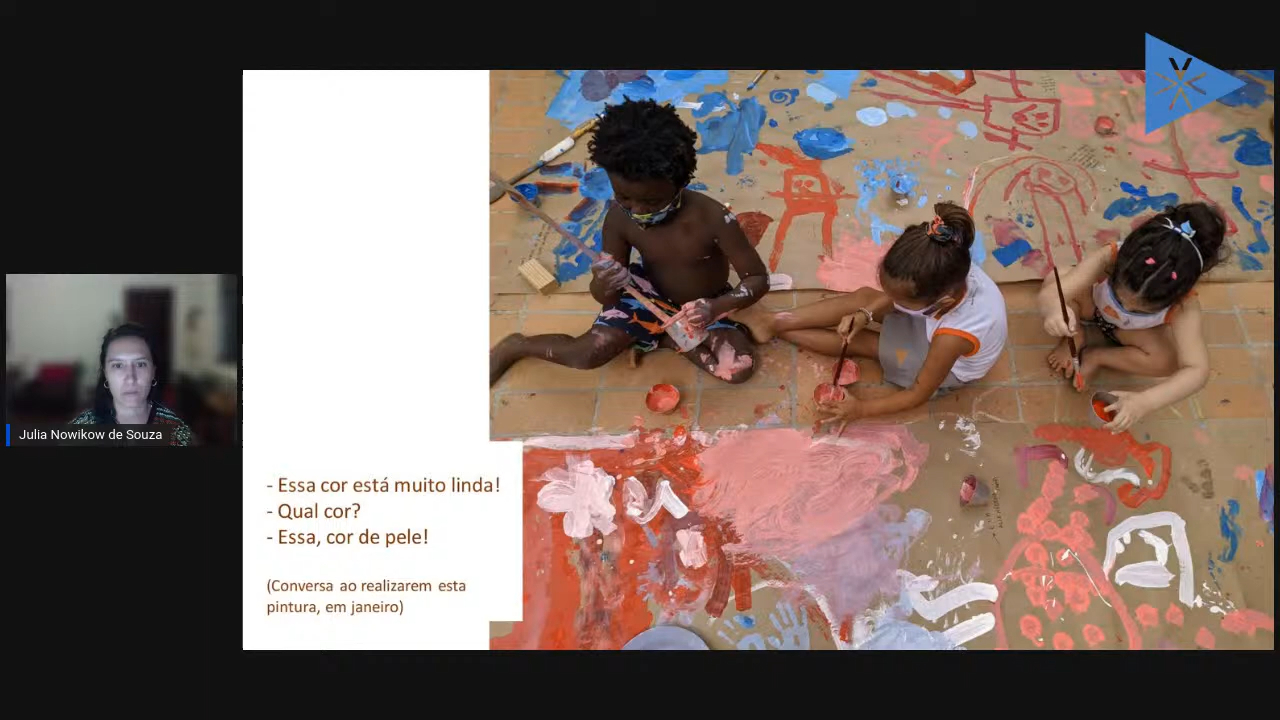 Julia Nowikow de Souza
- Essa cor está muito linda!
- Qual cor?
- Essa, cor de pele!
(Conversa ao realizarem esta
pintura, em janeiro)